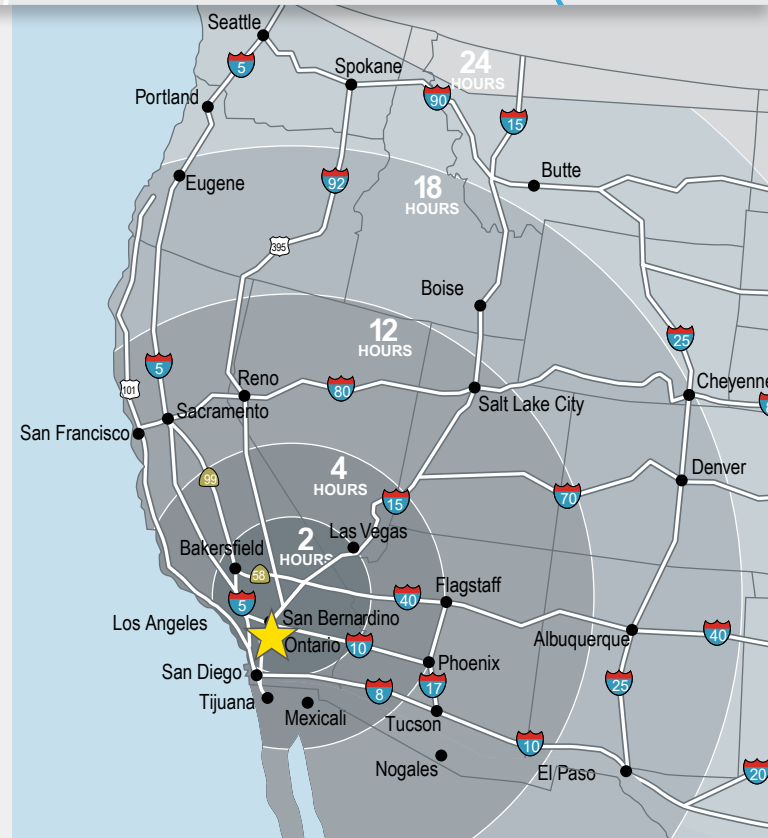 Seattle
24
HOURS
5
Spokane
90
Portland
15
Butte
Eugene
92
18
HOURS
395
Boise
12
HOURS
25
5
101
Reno
80
Cheyenne
Sacramento
Salt Lake City
San Francisco
4
HOURS
99
15
70
Denver
2
HOURS
Las Vegas
Bakersfield
58
5
40
Flagstaff
Los Angeles
San Bernardino
Ontario
10
Albuquerque
40
San Diego
Phoenix
8
17
25
Tijuana
Mexicali
Tucson
10
Nogales
El Paso
20